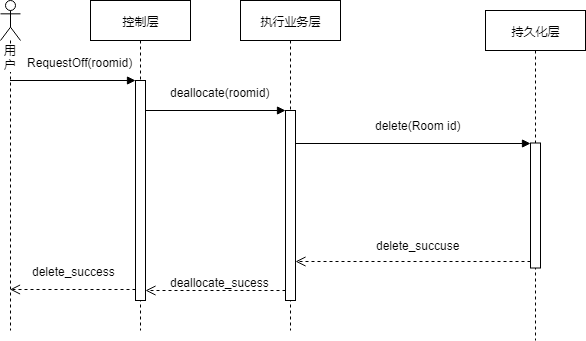 用
户
控制层
执行业务层
持久化层
RequestOff(roomid)
deallocate(roomid)
delete(Room id)
delete_succuse
deallocate_sucess
delete_success